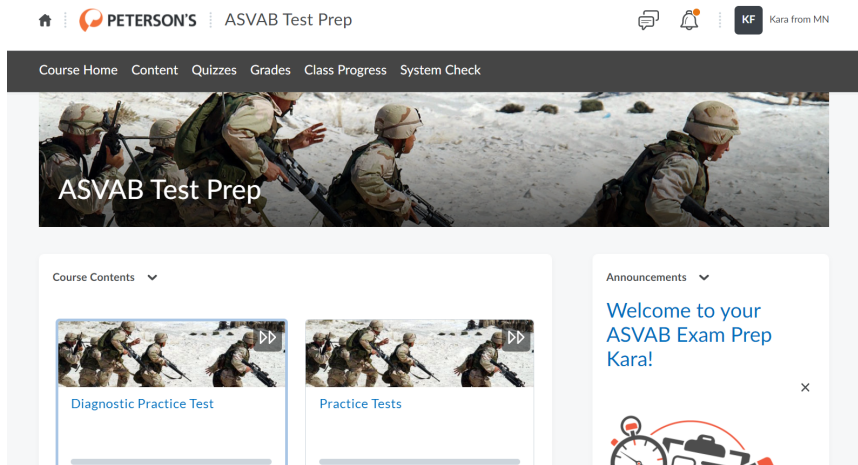 PETERSON'S ASVAB Test Prep KF Kara from MN
Course Home Content Quizzes Grades Class Progress System Check
ASVAB Test Prep
Course Contents
Diagnostic Practice Test
Practice Tests
Announcements
Welcome to your
ASVAB Exam Prep
Kara!